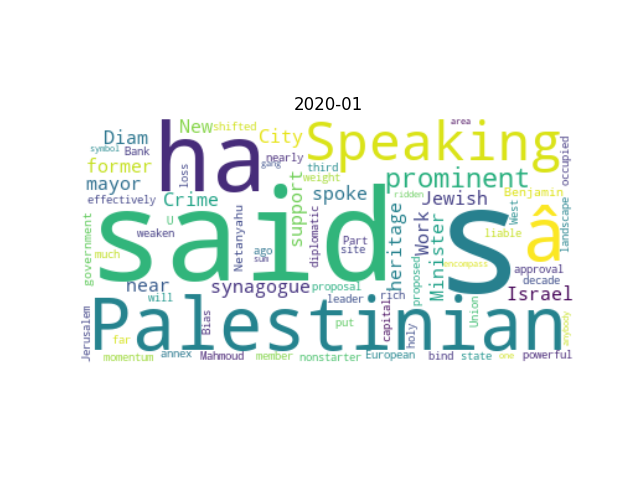 2020-01
symbol Diam New shifted City ha Speaking area
Bank former loss nearly gang third weight prominent occupied
mayor effectively Crime support spoke Jewish Benjamin
government U said s â West landscape
much weaken Netanyahu ago suh diplomatic Part site heritage Work Minister ridden liable
near synagogue proposal proposed encompass approval decade
will leader rich capital Israel
Jerusalem Palestinian Bias put holy Union anybody
far momentum annex Mahmoud member nonstarter European bind state one powerful